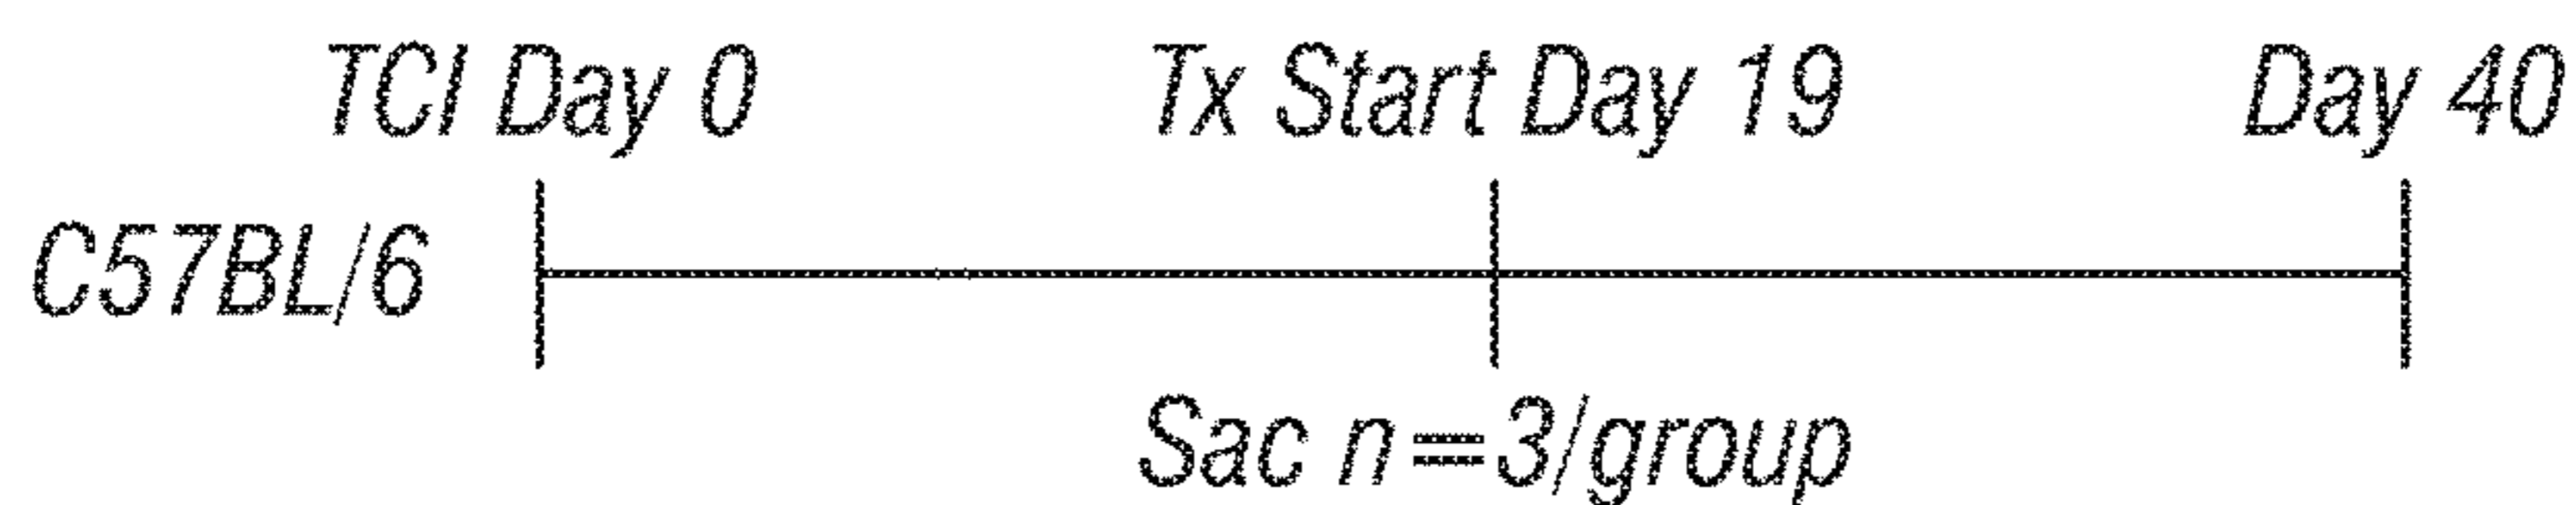 TCI Day 0 Tx Start Day 19 Day 40
C57BL/6
Sac n=3/group